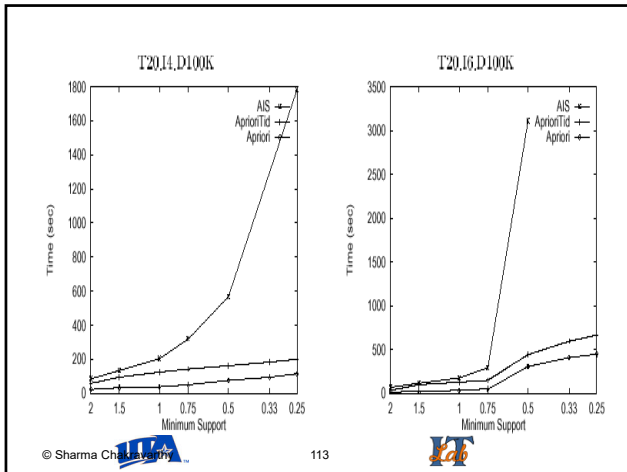 T20.I4.D100K
1800
1600
1400
1200
1000
800
600
400
200
0
Time (sec)
AIS
AprioriTid
Apriori
2 1.5 1 0.75 0.5 0.33 0.25
Minimum Support
T20.I6.D100K
3500
3000
2500
2000
1500
1000
500
0
Time (sec)
AIS
AprioriTid
Apriori
2 1.5 1 0.75 0.5 0.33 0.25
Minimum Support
© Sharma Chakravarthy
UTA
113
IT
Lab